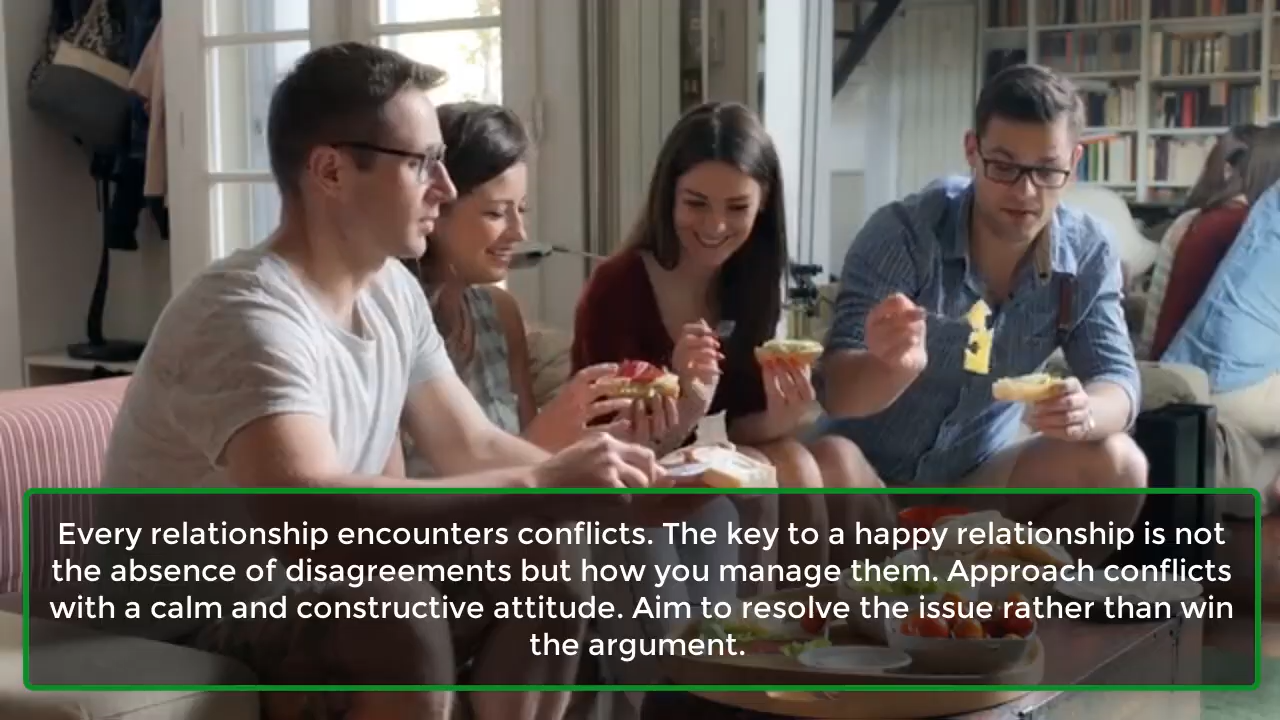 Every relationship encounters conflicts. The key to a happy relationship is not
the absence of disagreements but how you manage them. Approach conflicts
with a calm and constructive attitude. Aim to resolve the issue rather than win
the argument.